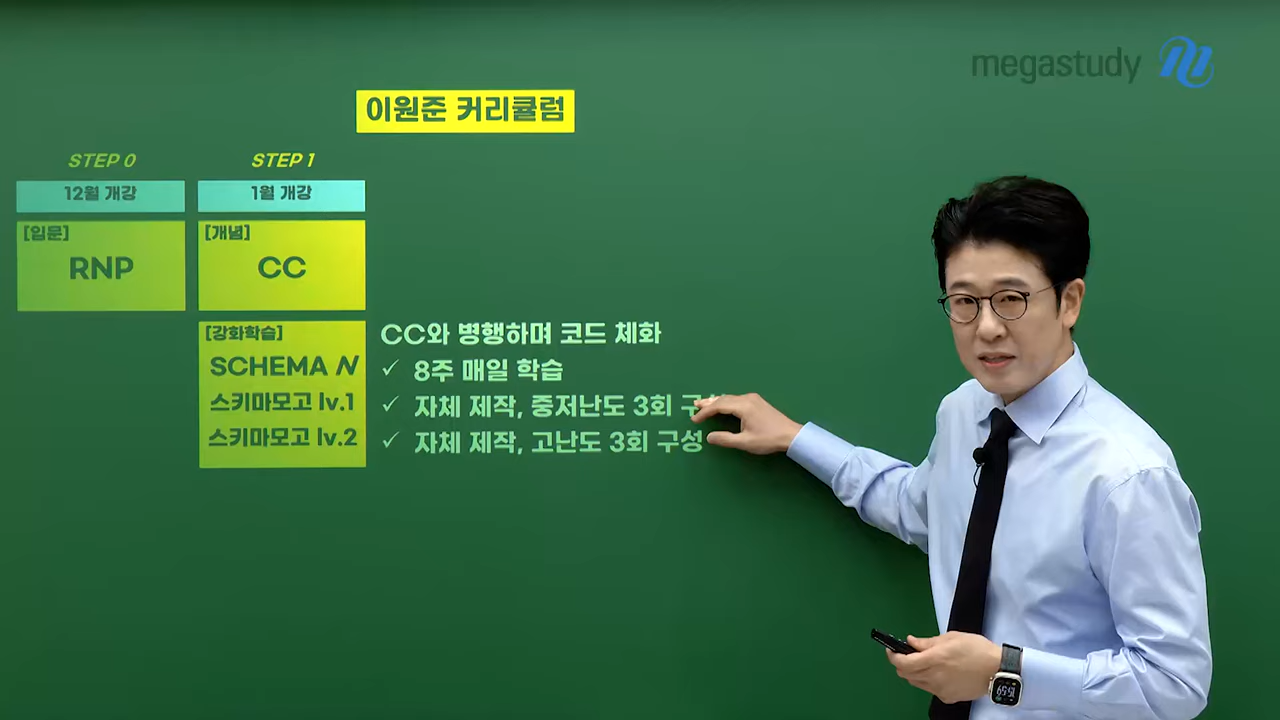 megastudy
이원준 커리큘럼
STEP 0
STEP 1
12월 개강
1월 개강
[입문]
RNP
[개념]
CC
[강화학습]
SCHEMA N
스키마모고 lv.1
스키마모고 lv.2
CC와 병행하며 코드 체화
✓ 8주 매일 학습
✓ 자체 제작, 중저난도 3회
✓ 자체 제작, 고난도 3회 구성